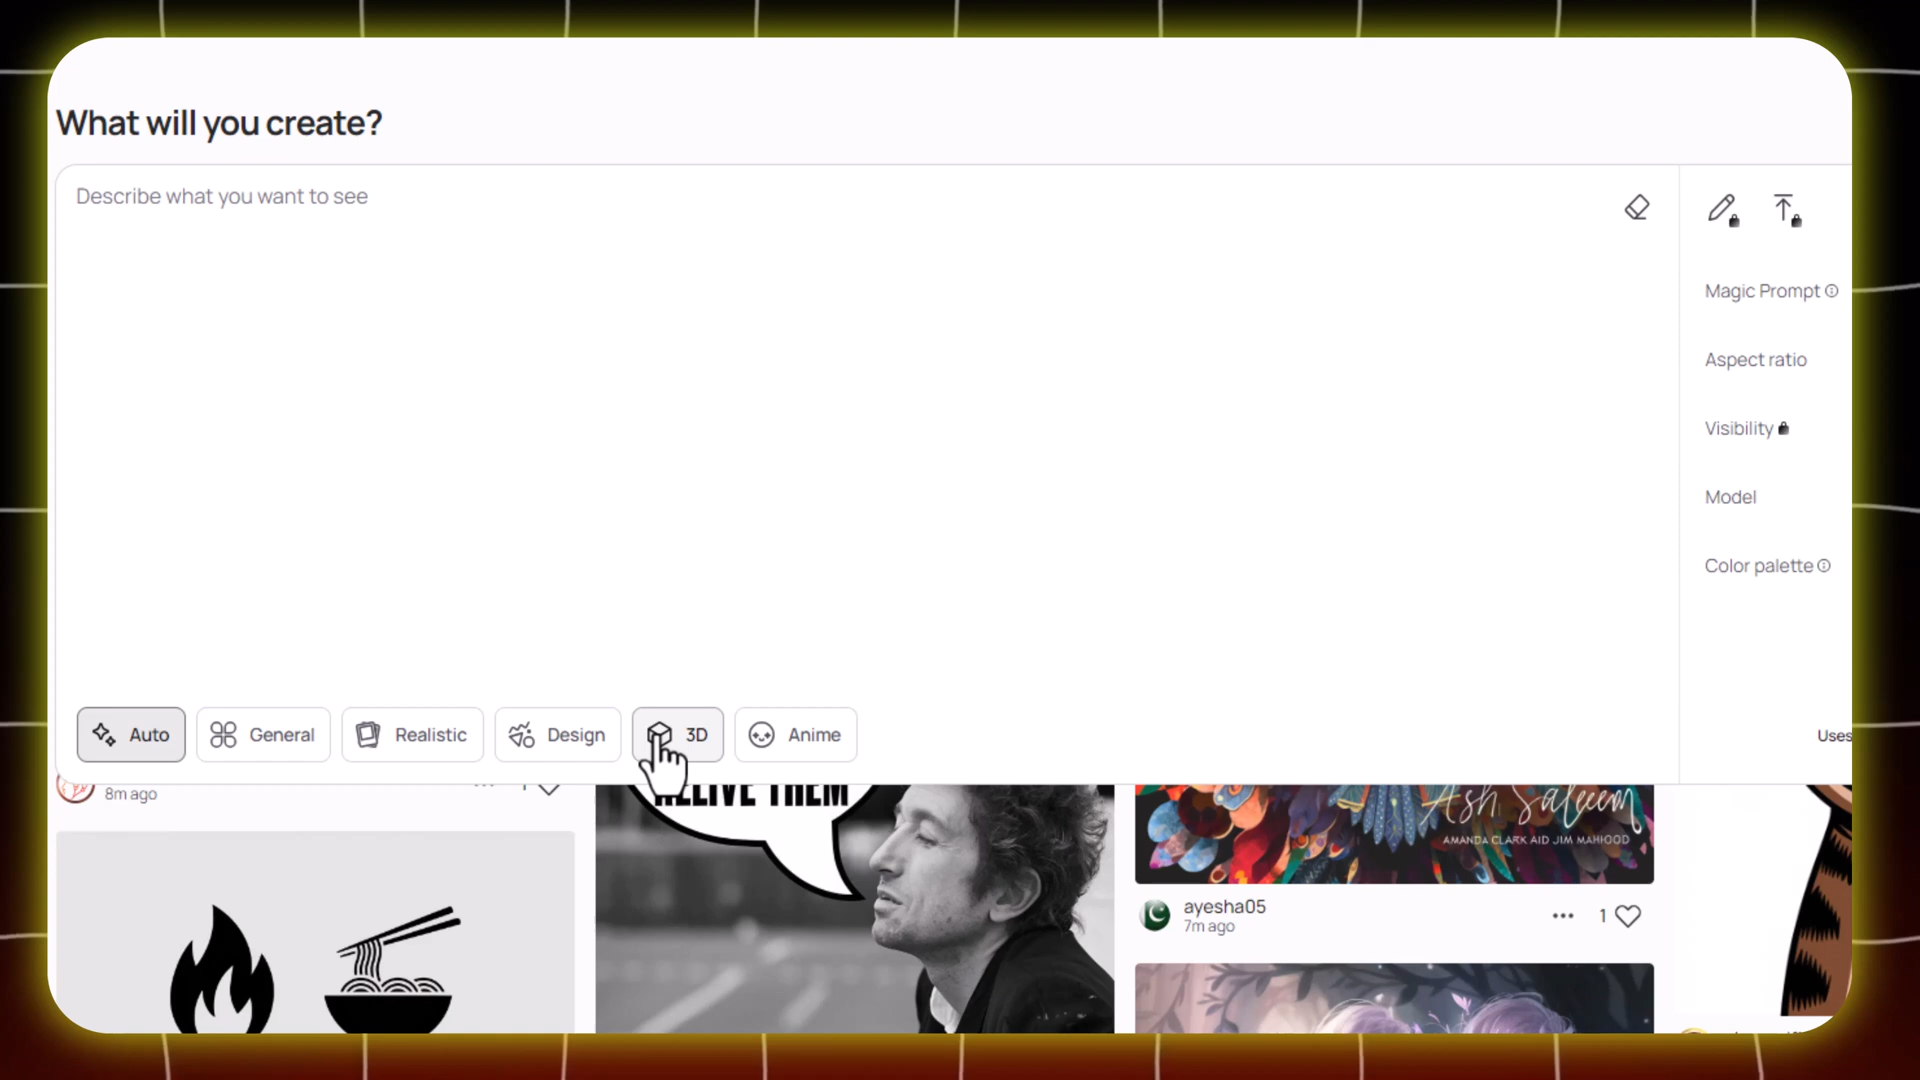 What will you create?
Describe what you want to see
Magic Prompt
Aspect ratio
Visibility
Model
Color palette
Auto
General
Realistic
Design
3D
Anime
Uses
8m ago
RELIVE THEM
Ash Saleem
AMANDA CLARK AID JIM MAHOOD
ayesha05
7m ago
1